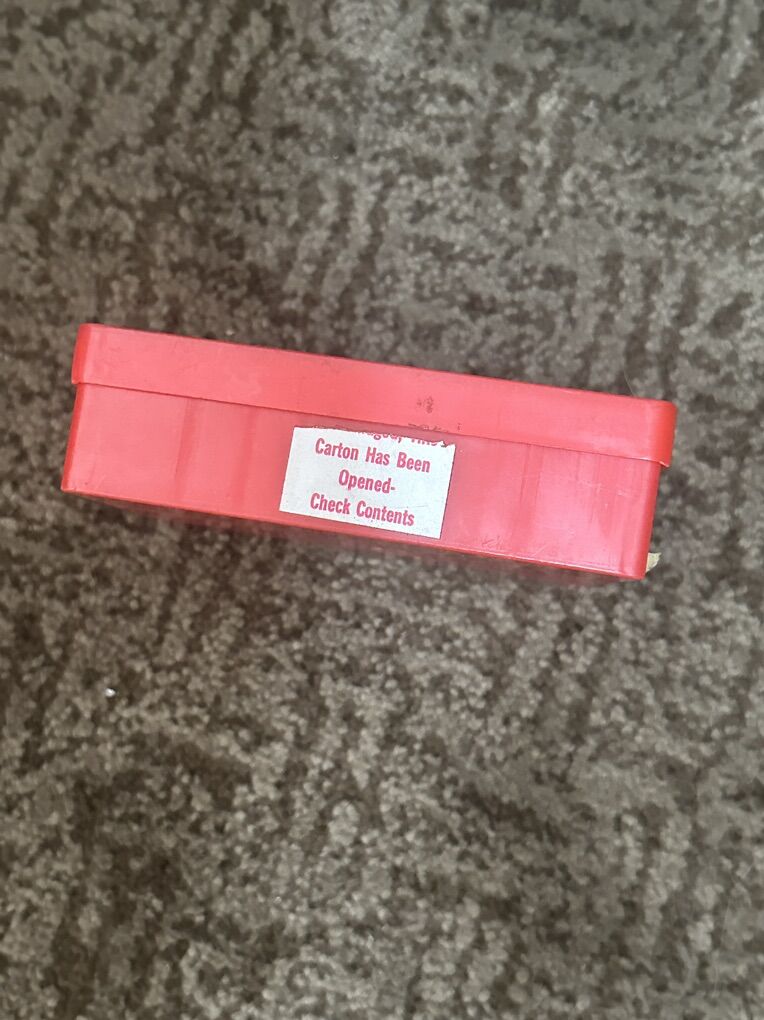 Carton Has Been
Opened-
Check Contents